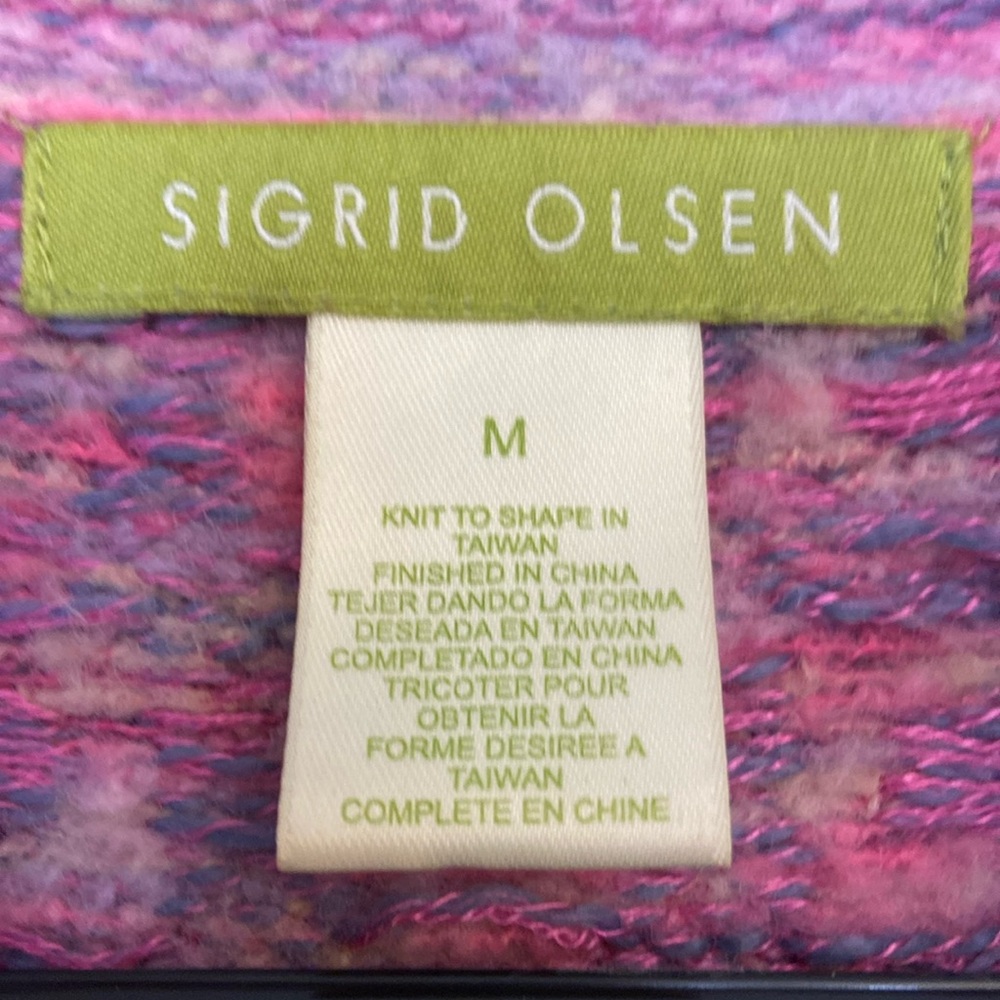 SIGRID OLSEN
M
KNIT TO SHAPE IN
TAIWAN
FINISHED IN CHINA
TEJER DANDO LA FORMA
DESEADA EN TAIWAN
COMPLETADO EN CHINA
TRICOTER POUR
OBTENIR LA
FORME DESIREE A
TAIWAN
COMPLETE EN CHINE